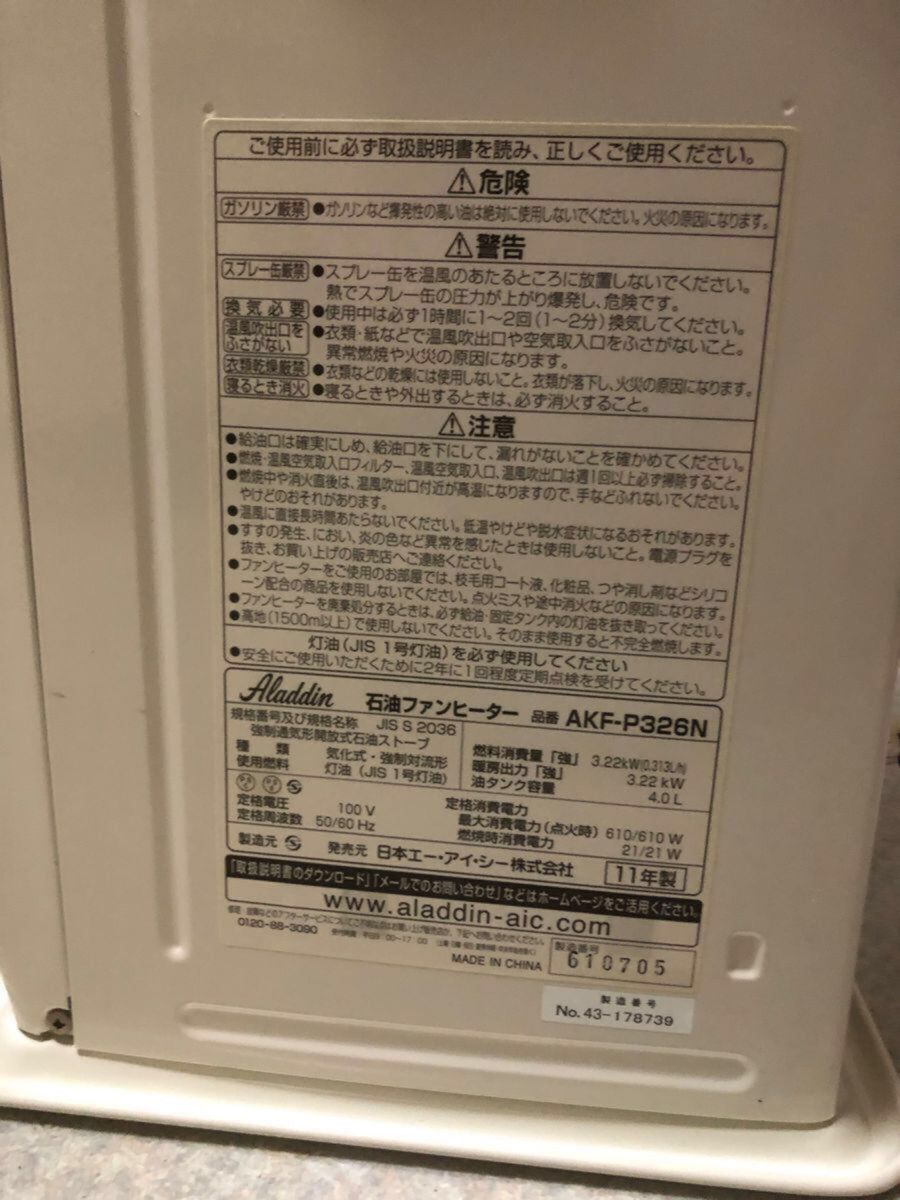 ご使用前に必ず取扱説明書を読み、正しくご使用ください。
⚠危険
ガソリン厳禁 ●ガソリンなど揮発性の高い油は絶対に使用しないでください。火災の原因になります。
⚠警告
スプレー缶厳禁 ●スプレー缶を温風のあたるところに放置しないでください。
熱でスプレー缶の圧力が上がり爆発し、危険です。
換気必要 ●使用中は必ず1時間に1〜2回(1〜2分)換気してください。
温風吹出口をふさがない ●衣類・紙などで温風吹出口や空気取入口をふさがないこと。
異常燃焼や火災の原因になります。
衣類乾燥厳禁 ●衣類などの乾燥には使用しないこと。衣類が落下し、火災の原因になります。
寝るとき消火 ●寝るときや外出するときは、必ず消火すること。
⚠注意
●給油口は確実にしめ、給油口を下にして、漏れがないことを確かめてください。
●燃焼・温風空気取入口フィルター、温風空気取入口、温風吹出口は週1回以上必ず掃除すること。
●燃焼中や消火直後は、温風吹出口付近が高温になりますので、手などふれないでください。
やけどのおそれがあります。
●温風に直接長時間あたらないでください。低温やけどや脱水症状になるおそれがあります。
●すすの発生、におい、炎の色など異常を感じたときは使用しないこと。電源プラグを
抜き、お買い上げの販売店へご連絡ください。
●ファンヒーターをご使用のお部屋では、枝毛用コート液、化粧品、つや消し剤などシリコ
ーン配合の商品を使用しないでください。点火ミスや途中消火などの原因になります。
●ファンヒーターを廃棄処分するときは、必ず給油・固定タンク内の灯油を抜き取ってください。
●高地(1500m以上)で使用しないでください。そのまま使用すると不完全燃焼します。
灯油(JIS 1号灯油)を必ず使用してください
●安全にご使用いただくために2年に1回程度定期点検を受けてください。
Aladdin 石油ファンヒーター 品番 AKF-P326N
規格番号及び規格名称 JIS S 2036
強制通気形開放式石油ストーブ
種類 気化式・強制対流形
使用燃料 灯油(JIS 1号灯油)
燃料消費量「強」 3.22kW(0.313L/h)
暖房出力「強」 3.22 kW
油タンク容量 4.0 L
定格電圧 100 V
定格周波数 50/60 Hz
定格消費電力
最大消費電力(点火時) 610/610 W
燃焼時消費電力 21/21 W
製造元 発売元 日本エー・アイ・シー株式会社 11年製
「取扱説明書のダウンロード」「メールでのお問い合わせ」などはホームページをご活用ください。
www.aladdin-aic.com
0120-88-3090
MADE IN CHINA
製造番号
610705
製造番号
No.43-178739